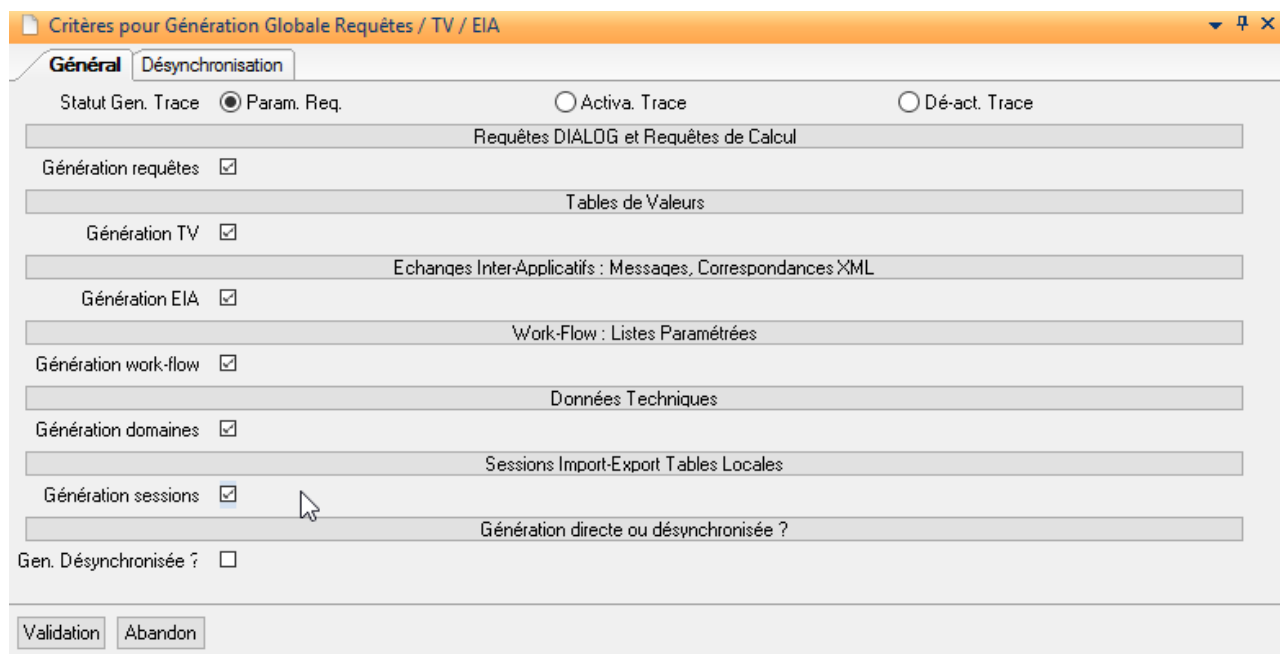 Critères pour Génération Globale Requêtes / TV / EIA
Général Désynchronisation
Statut Gen. Trace Param. Req. Activa. Trace Dé-act. Trace
Requêtes DIALOG et Requêtes de Calcul
Génération requêtes
Tables de Valeurs
Génération TV
Echanges Inter-Applicatifs : Messages, Correspondances XML
Génération EIA
Work-Flow : Listes Paramétrées
Génération work-flow
Données Techniques
Génération domaines
Sessions Import-Export Tables Locales
Génération sessions
Génération directe ou désynchronisée ?
Gen. Désynchronisée ?
Validation Abandon